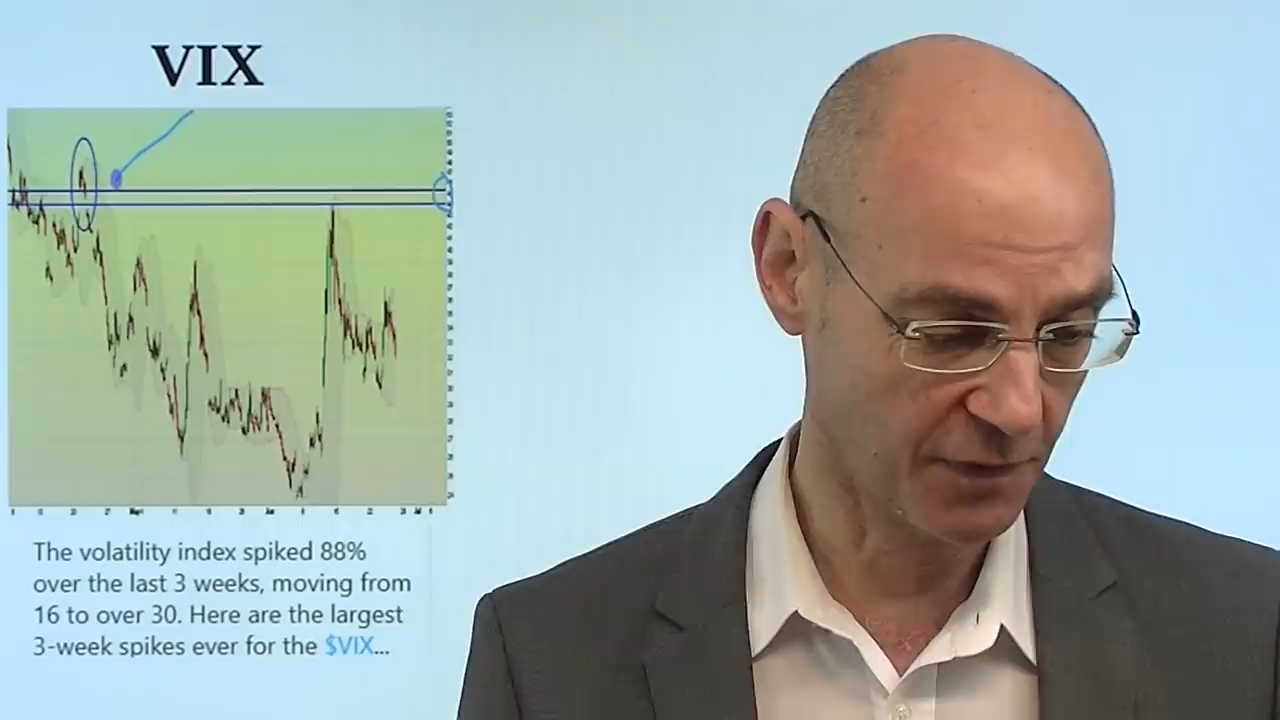 VIX
The volatility index spiked 88%
over the last 3 weeks, moving from
16 to over 30. Here are the largest
3-week spikes ever for the $VIX...